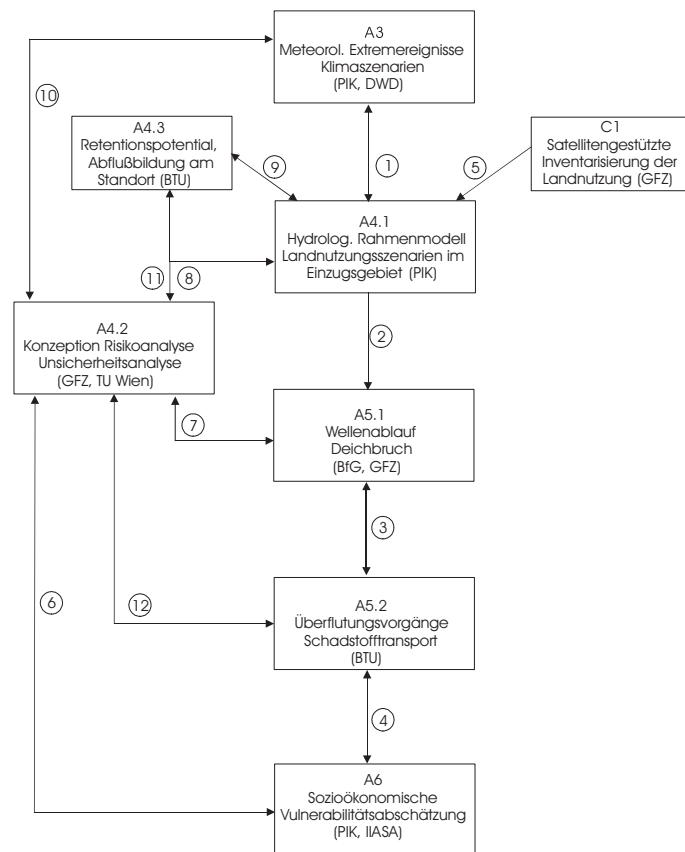 A3
Meteorol. Extremereignisse
Klimaszenarien
(PIK, DWD)
10
A4.3
Retentionspotential,
Abflußbildung am
Standort (BTU)
9
1
5
C1
Satellitengestützte
Inventarisierung der
Landnutzung (GFZ)
A4.1
Hydrolog. Rahmenmodell
Landnutzungsszenarien im
Einzugsgebiet (PIK)
11
8
A4.2
Konzeption Risikoanalyse
Unsicherheitsanalyse
(GFZ, TU Wien)
2
7
A5.1
Wellenablauf
Deichbruch
(BfG, GFZ)
3
6
12
A5.2
Überflutungsvorgänge
Schadstofftransport
(BTU)
4
A6
Sozioökonomische
Vulnerabilitätsabschätzung
(PIK, IIASA)